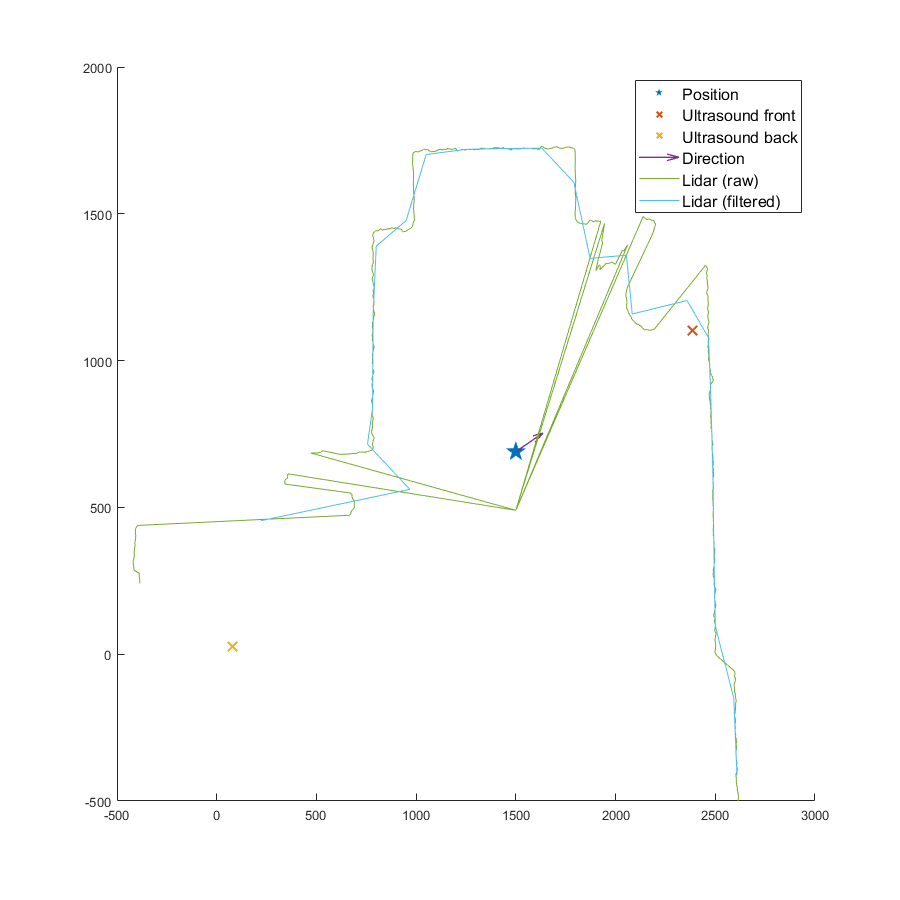 2000
Position
Ultrasound front
Ultrasound back
Direction
Lidar (raw)
Lidar (filtered)
1500
1000
500
0
-500
-500 0 500 1000 1500 2000 2500 3000